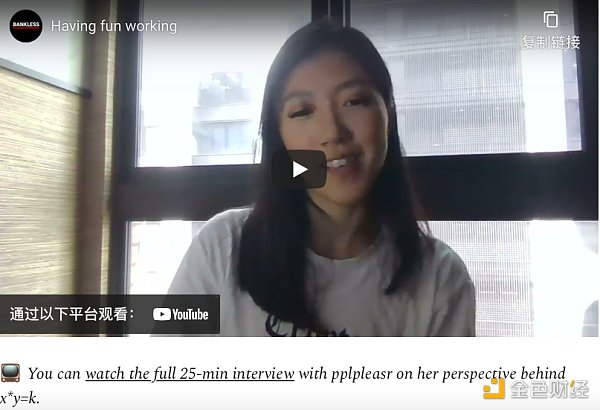 BANKLESS
Having fun working
复制链接
通过以下平台观看： YouTube
You can watch the full 25-min interview with pplpleasr on her perspective behind
x*y=k.
金色财经